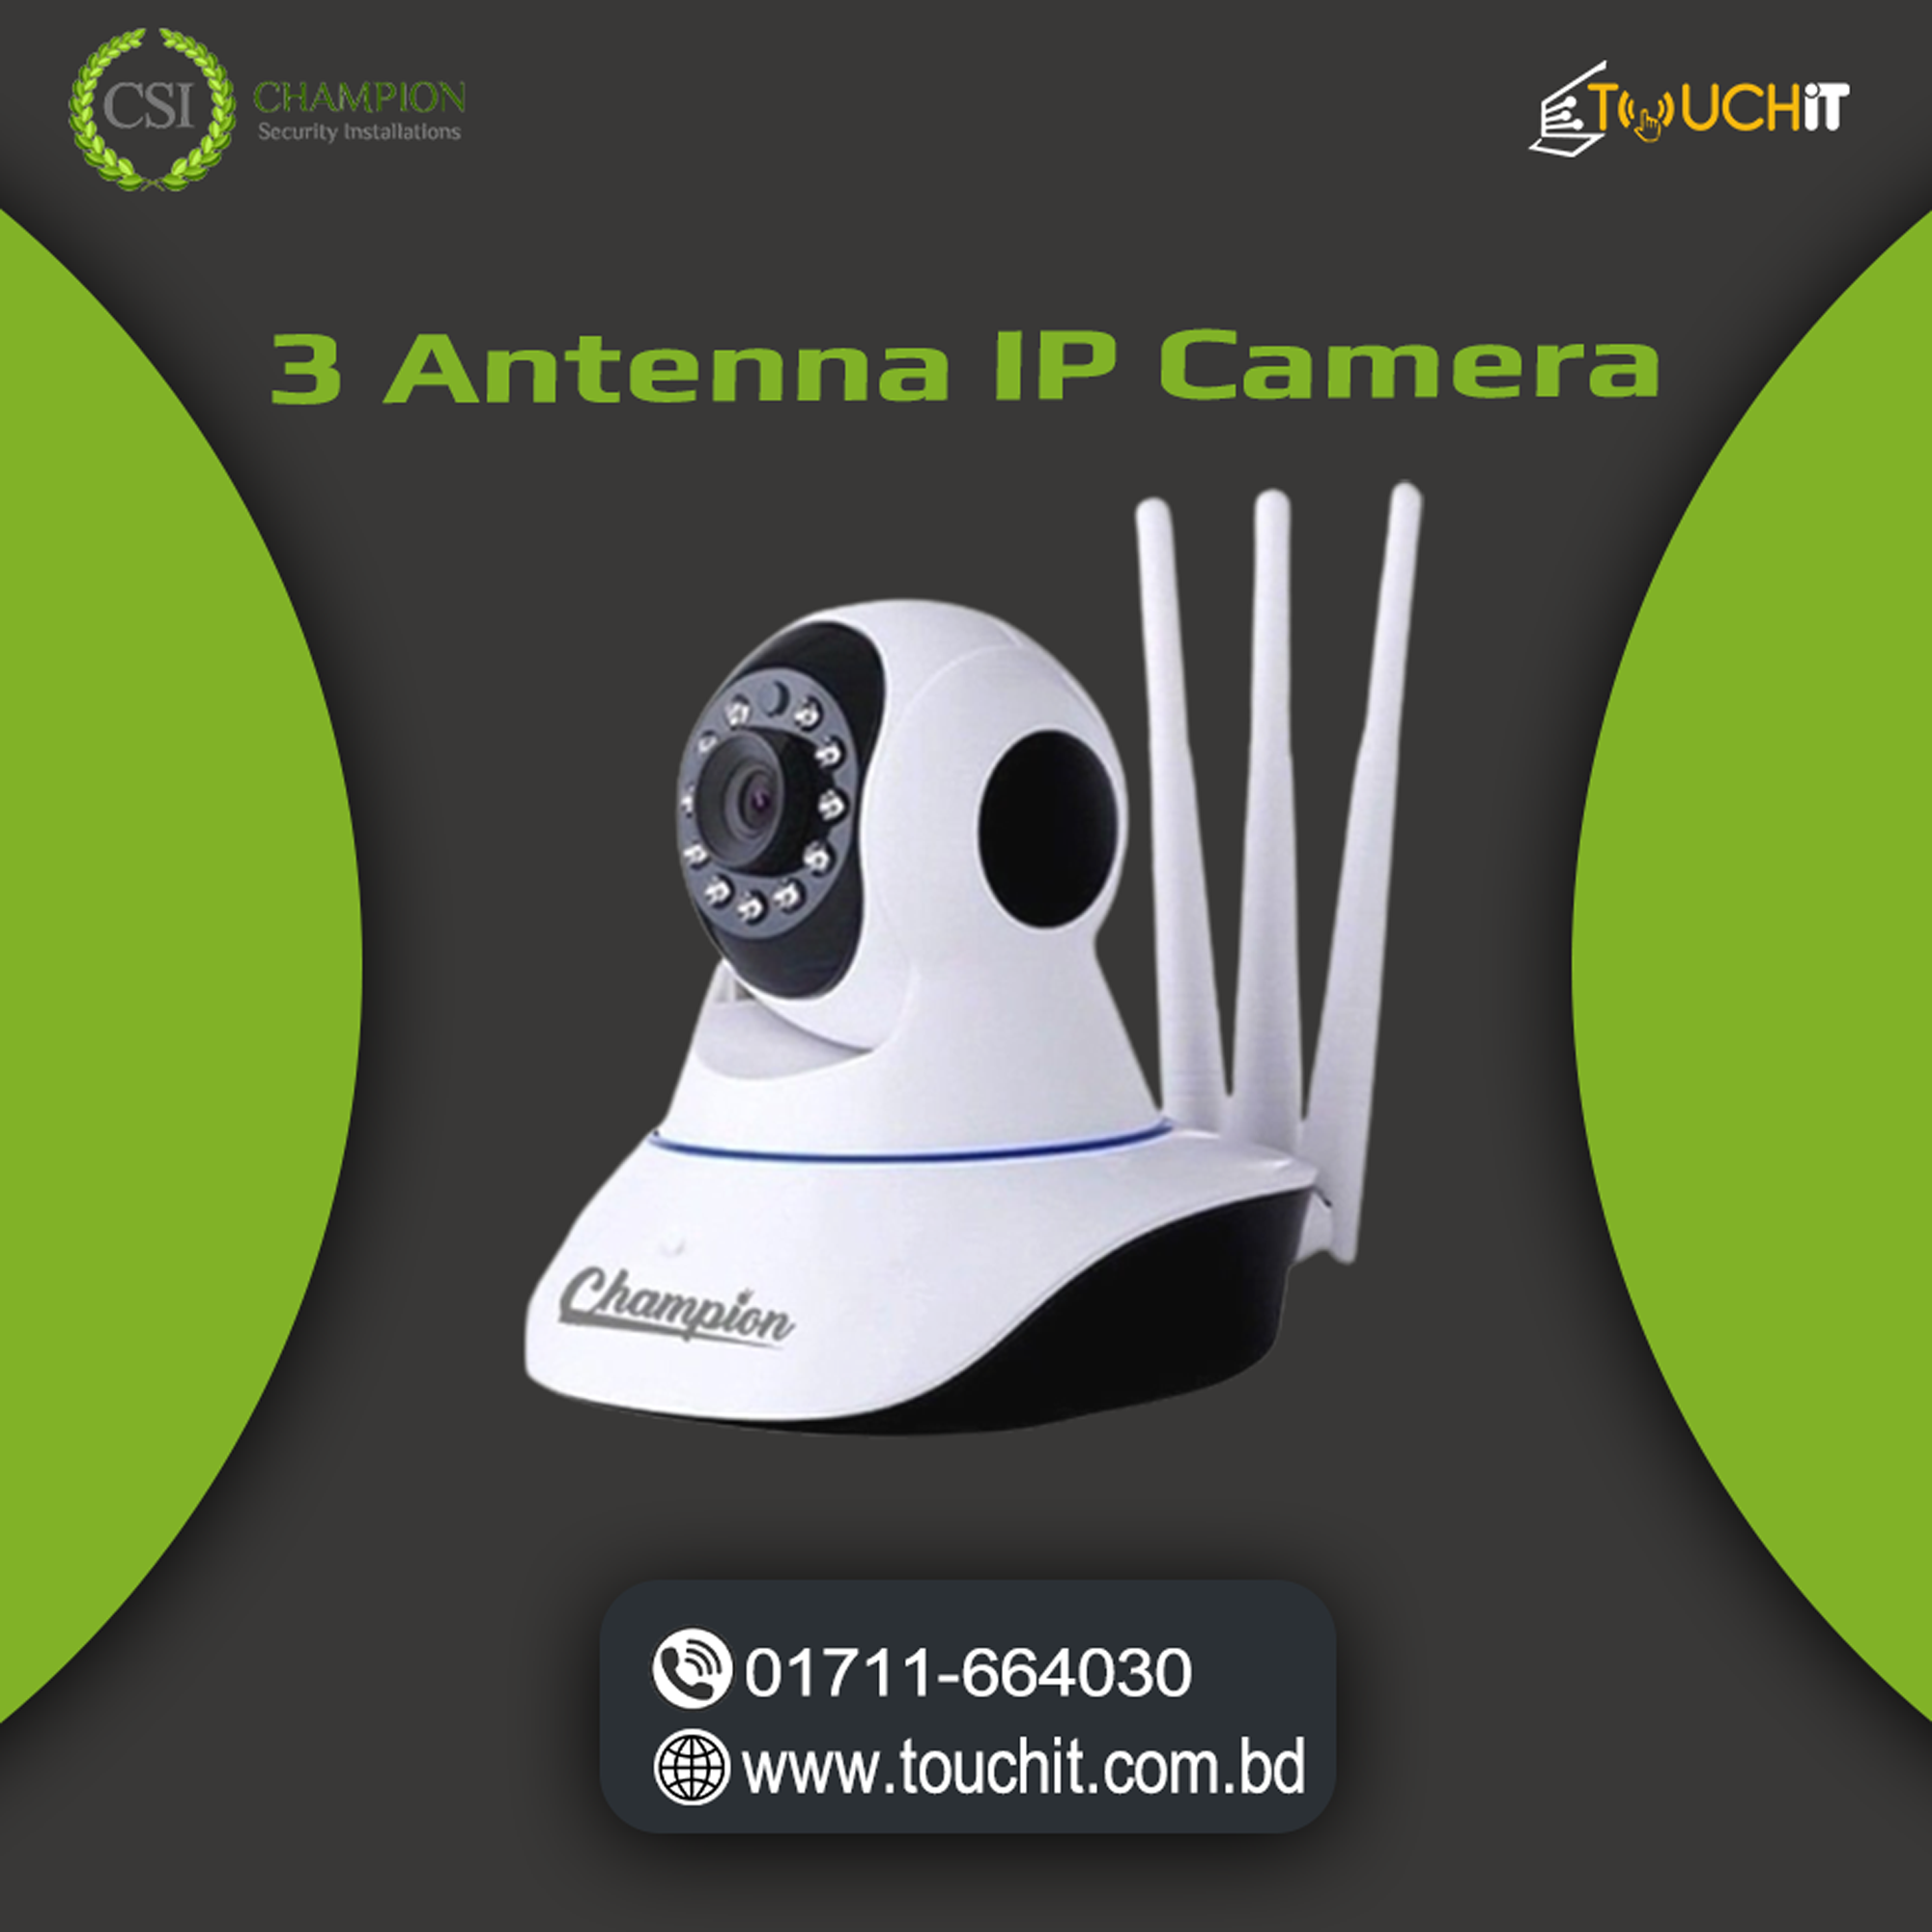 CSI
CHAMPION
Security Installations
TOUCHiT
3 Antenna IP Camera
Champion
01711-664030
www.touchit.com.bd